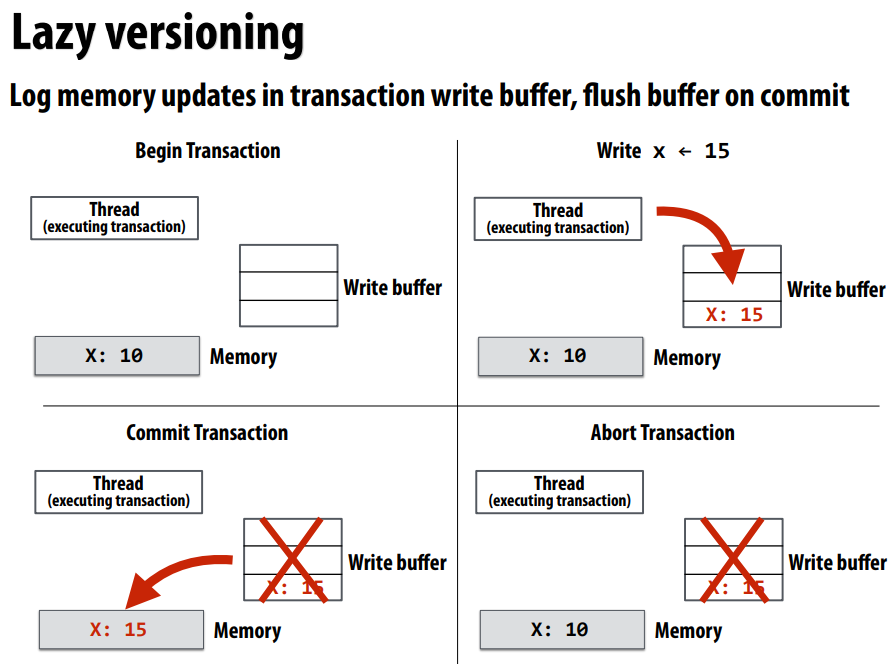 Lazy versioning
Log memory updates in transaction write buffer, flush buffer on commit
Begin Transaction
Thread
(executing transaction)
Write buffer
X: 10
Memory
Write x ← 15
Thread
(executing transaction)
Write buffer
X: 15
X: 10
Memory
Commit Transaction
Thread
(executing transaction)
Write buffer
X: 15
X: 15
Memory
Abort Transaction
Thread
(executing transaction)
Write buffer
X: 15
X: 10
Memory